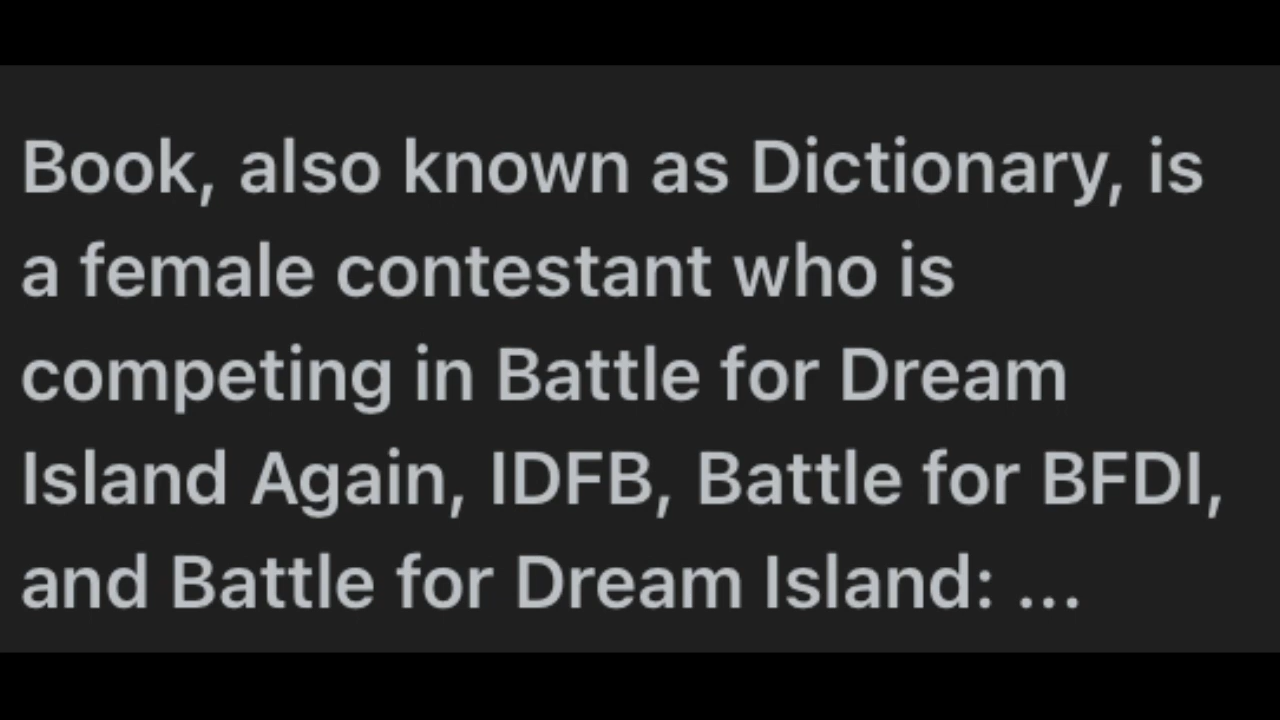 Book, also known as Dictionary, is
a female contestant who is
competing in Battle for Dream
Island Again, IDFB, Battle for BFDI,
and Battle for Dream Island: ...